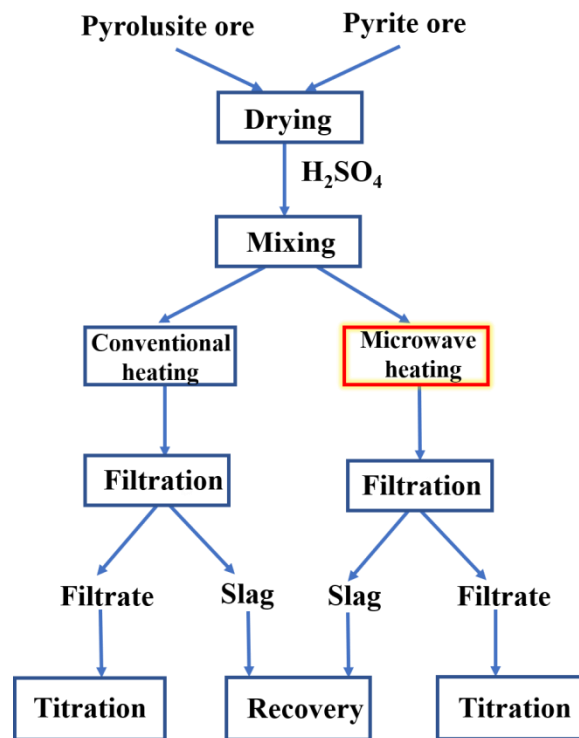 Pyrolusite ore
Pyrite ore
Drying
H₂SO₄
Mixing
Conventional
heating
Microwave
heating
Filtration
Filtration
Filtrate
Slag
Slag
Filtrate
Titration
Recovery
Titration